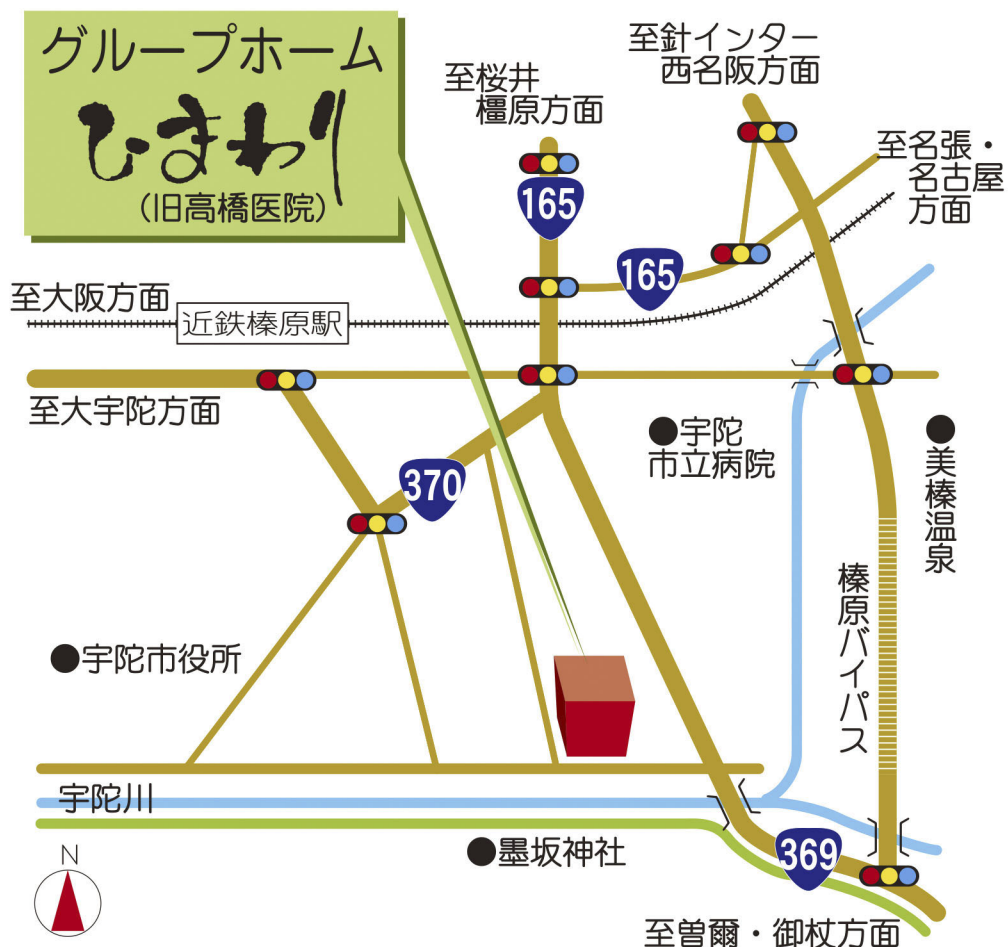 グループホーム
ひまわり
(旧高橋医院)
至桜井
橿原方面
至針インター
西名阪方面
至名張・
名古屋
方面
165
165
至大阪方面
近鉄榛原駅
至大宇陀方面
宇陀
市立病院
美榛温泉
370
榛原バイパス
宇陀市役所
宇陀川
墨坂神社
369
N
至曽爾・御杖方面